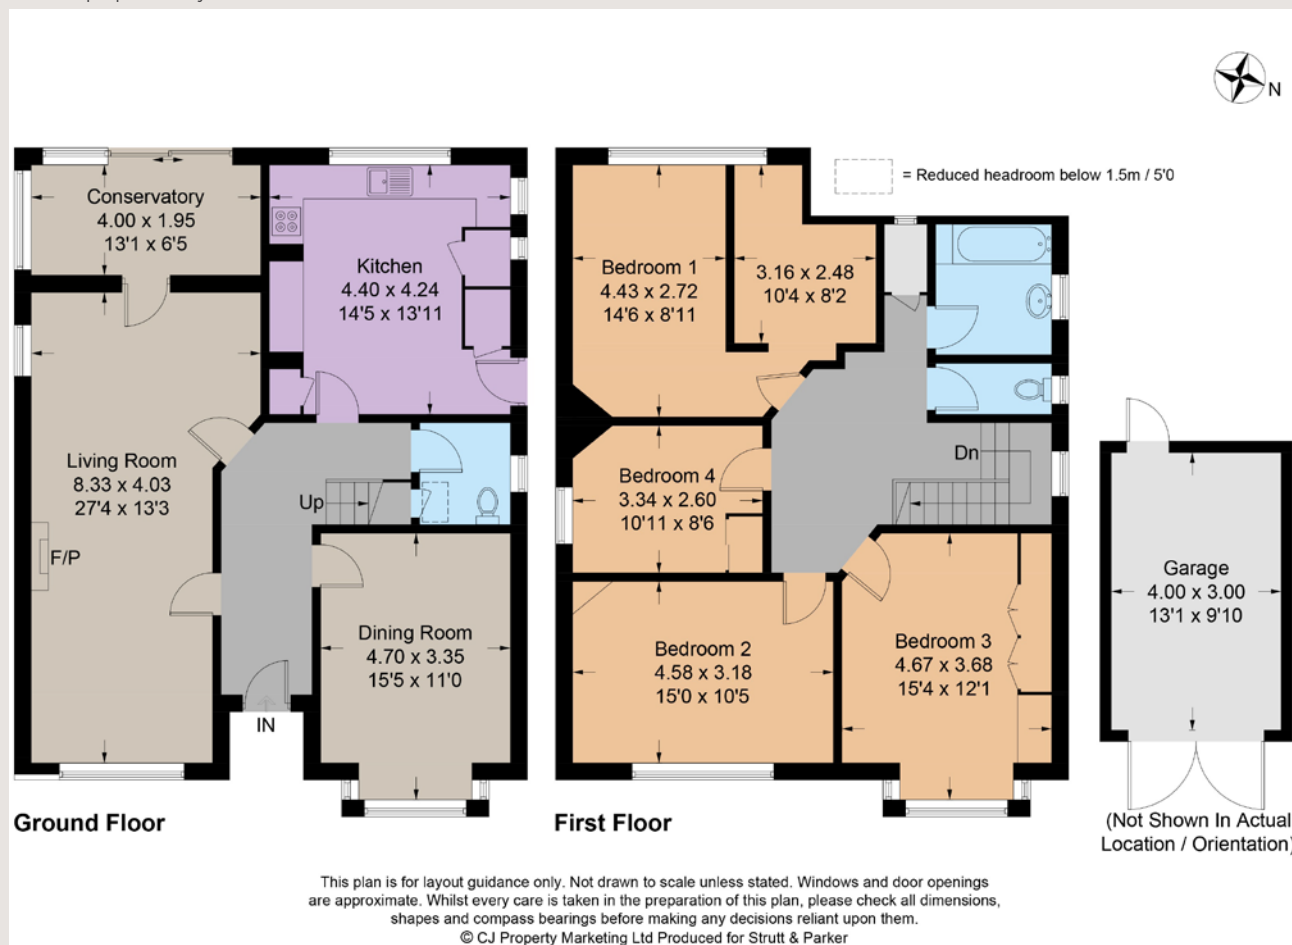 N
= Reduced headroom below 1.5m / 5'0
Conservatory
4.00 x 1.95
13'1 x 6'5
Kitchen
4.40 x 4.24
14'5 x 13'11
Living Room
8.33 x 4.03
27'4 x 13'3
F/P
Up
Dining Room
4.70 x 3.35
15'5 x 11'0
IN
Ground Floor
Bedroom 1
4.43 x 2.72
14'6 x 8'11
3.16 x 2.48
10'4 x 8'2
Bedroom 4
3.34 x 2.60
10'11 x 8'6
Dn
Bedroom 2
4.58 x 3.18
15'0 x 10'5
Bedroom 3
4.67 x 3.68
15'4 x 12'1
First Floor
Garage
4.00 x 3.00
13'1 x 9'10
(Not Shown In Actual
Location / Orientation)
This plan is for layout guidance only. Not drawn to scale unless stated. Windows and door openings
are approximate. Whilst every care is taken in the preparation of this plan, please check all dimensions,
shapes and compass bearings before making any decisions reliant upon them.
© CJ Property Marketing Ltd Produced for Strutt & Parker